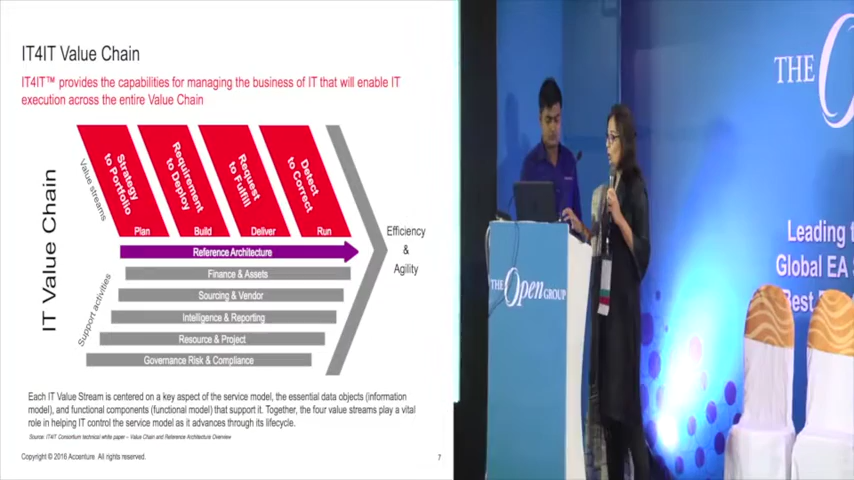 IT4IT Value Chain
IT4IT™ provides the capabilities for managing the business of IT that will enable IT
execution across the entire Value Chain
IT Value Chain
Value streams
Strategy
to Portfolio
Plan
Requirement
to Deploy
Build
Request
to Fulfill
Deliver
Detect
to Correct
Run
Reference Architecture
Support activities
Finance & Assets
Sourcing & Vendor
Intelligence & Reporting
Resource & Project
Governance Risk & Compliance
Efficiency
&
Agility
Each IT Value Stream is centered on a key aspect of the service model, the essential data objects (information
model), and functional components (functional model) that support it. Together, the four value streams play a vital
role in helping IT control the service model as it advances through its lifecycle.
Source: IT4IT Consortium technical white paper – Value Chain and Reference Architecture Overview
Copyright © 2016 Accenture All rights reserved.
7
THE Open GROUP
THE
Leading
Global EA
Best